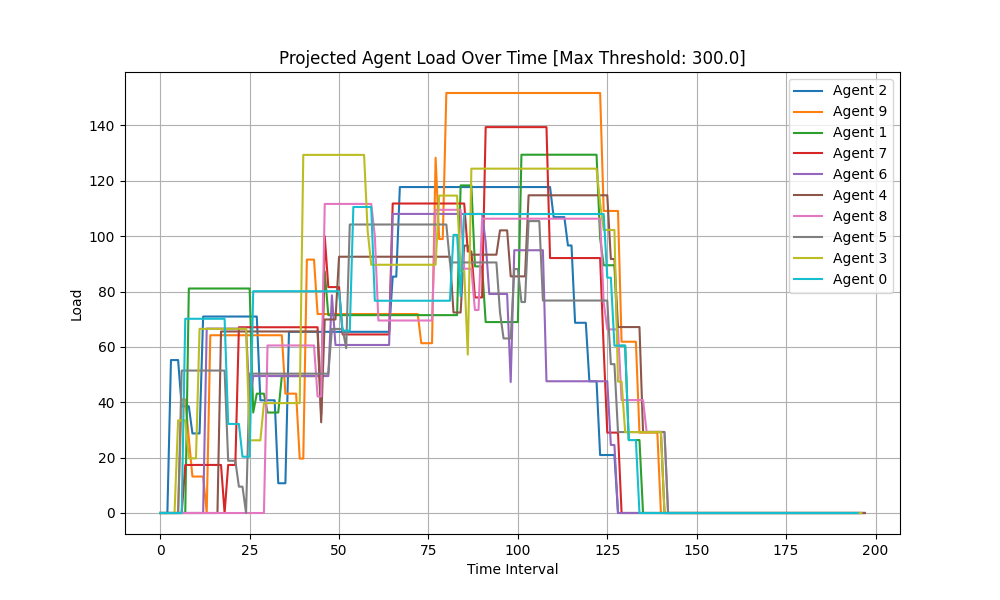 Projected Agent Load Over Time [Max Threshold: 300.0]
Load
140
120
100
80
60
40
20
0
0 25 50 75 100 125 150 175 200
Time Interval
Agent 2
Agent 9
Agent 1
Agent 7
Agent 6
Agent 4
Agent 8
Agent 5
Agent 3
Agent 0